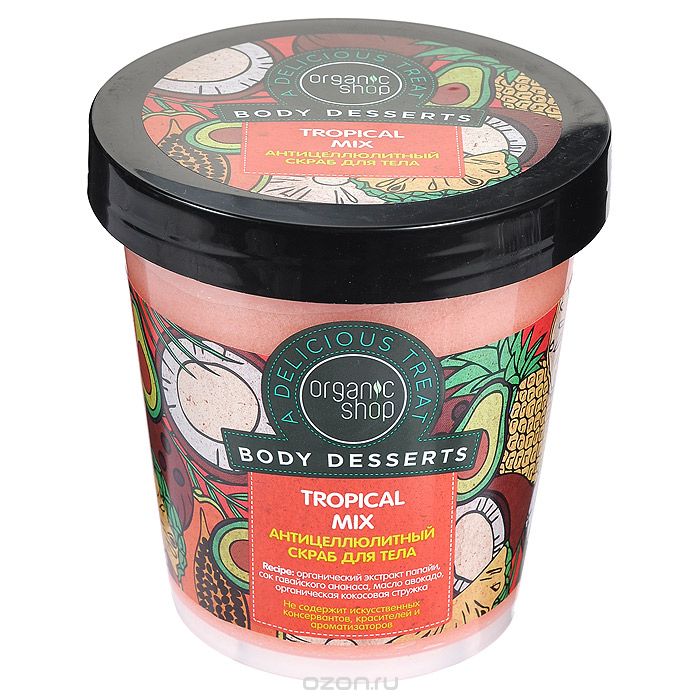 A DELICIOUS TREAT
organic
shop
BODY DESSERTS
TROPICAL
MIX
АНТИЦЕЛЛЮЛИТНЫЙ
СКРАБ ДЛЯ ТЕЛА
A DELICIOUS TREAT
organic
shop
BODY DESSERTS
TROPICAL
MIX
АНТИЦЕЛЛЮЛИТНЫЙ
СКРАБ ДЛЯ ТЕЛА
Recipe: органический экстракт папайи,
сок гавайского ананаса, масло авокадо,
органическая кокосовая стружка
Не содержит искусственных
консервантов, красителей и
ароматизаторов
ozon.ru